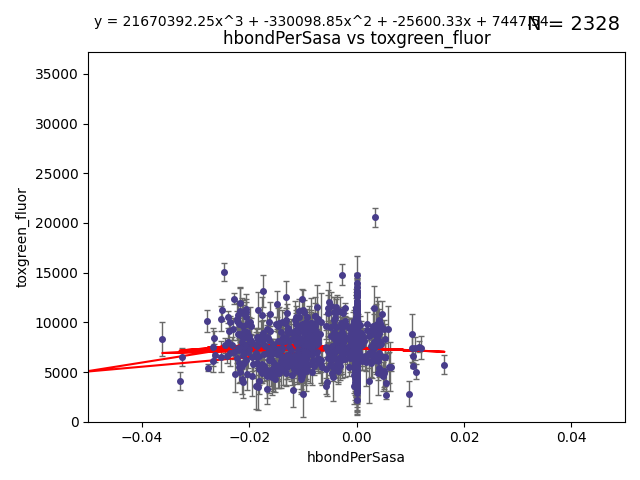 y = 21670392.25x^3 + -330098.85x^2 + -25600.33x + 7447.54
N = 2328
hbondPerSasa vs toxgreen_fluor
35000
30000
25000
20000
15000
10000
5000
0
toxgreen_fluor
−0.04
−0.02
0.00
0.02
0.04
hbondPerSasa